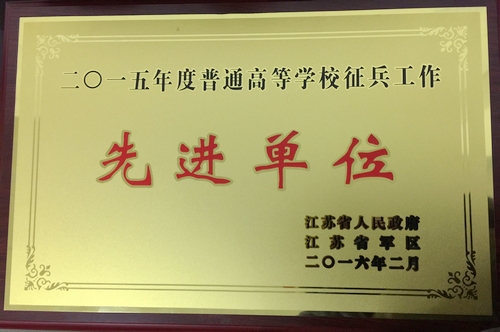 二〇一五年度普通高等学校征兵工作
先进单位
江苏省人民政府
江苏省军区
二〇一六年二月